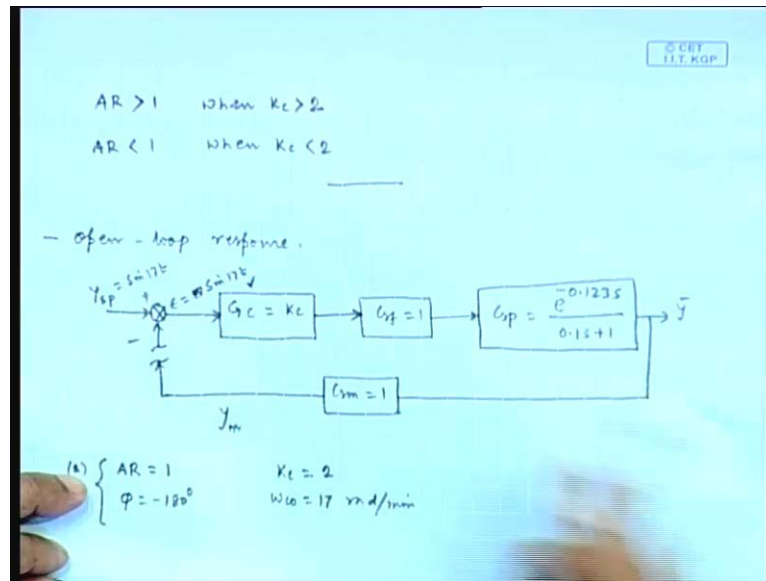 © CET
I.I.T. KGP
AR > 1 when Kc > 2
AR < 1 when Kc < 2
- open-loop response.
ysp = sin 17t
+
ε = sin 17t
Gc = Kc
Gf = 1
Gp = e^-0.123s / 0.1s+1
ȳ
-
Gm = 1
ym
(a) { AR = 1 Kc = 2
φ = -180° ωco = 17 rad/min